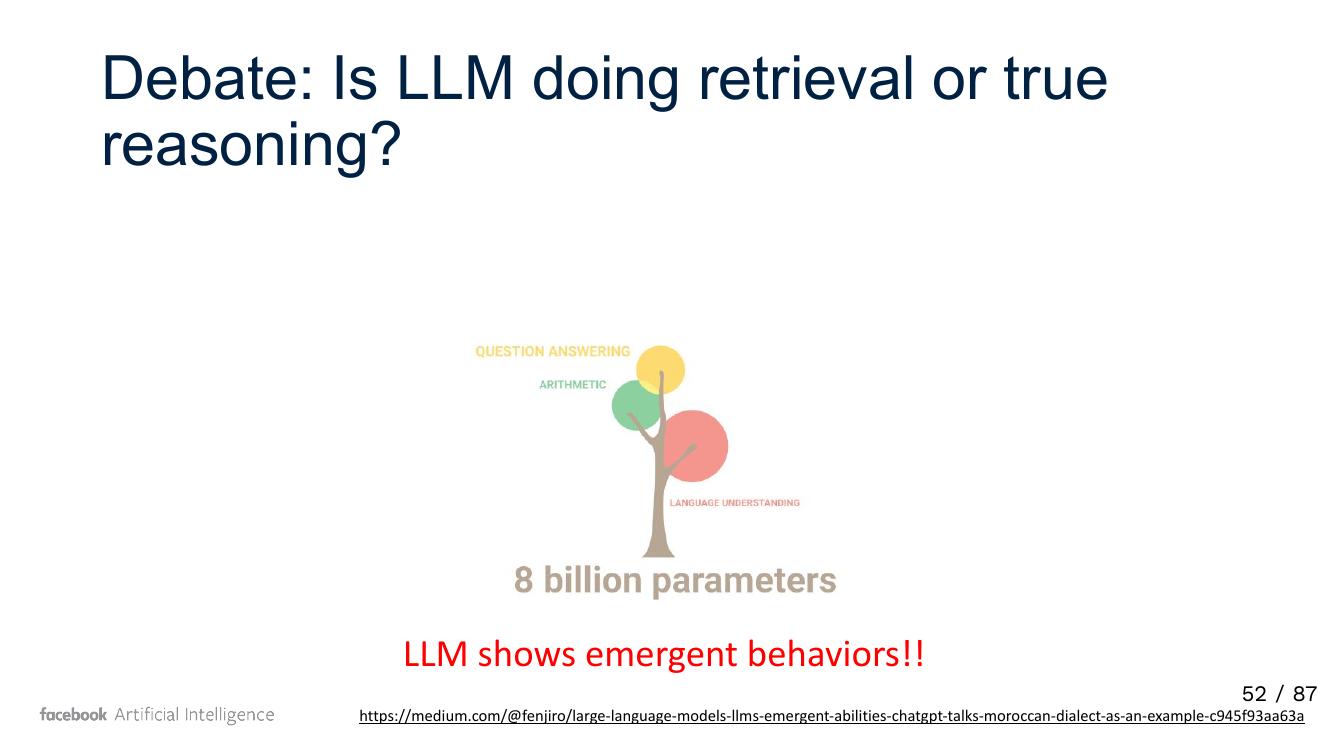 Debate: Is LLM doing retrieval or true
reasoning?
QUESTION ANSWERING
ARITHMETIC
LANGUAGE UNDERSTANDING
8 billion parameters
LLM shows emergent behaviors!!
52 / 87
facebook Artificial Intelligence
https://medium.com/@fenjiro/large-language-models-llms-emergent-abilities-chatgpt-talks-moroccan-dialect-as-an-example-c945f93aa63a